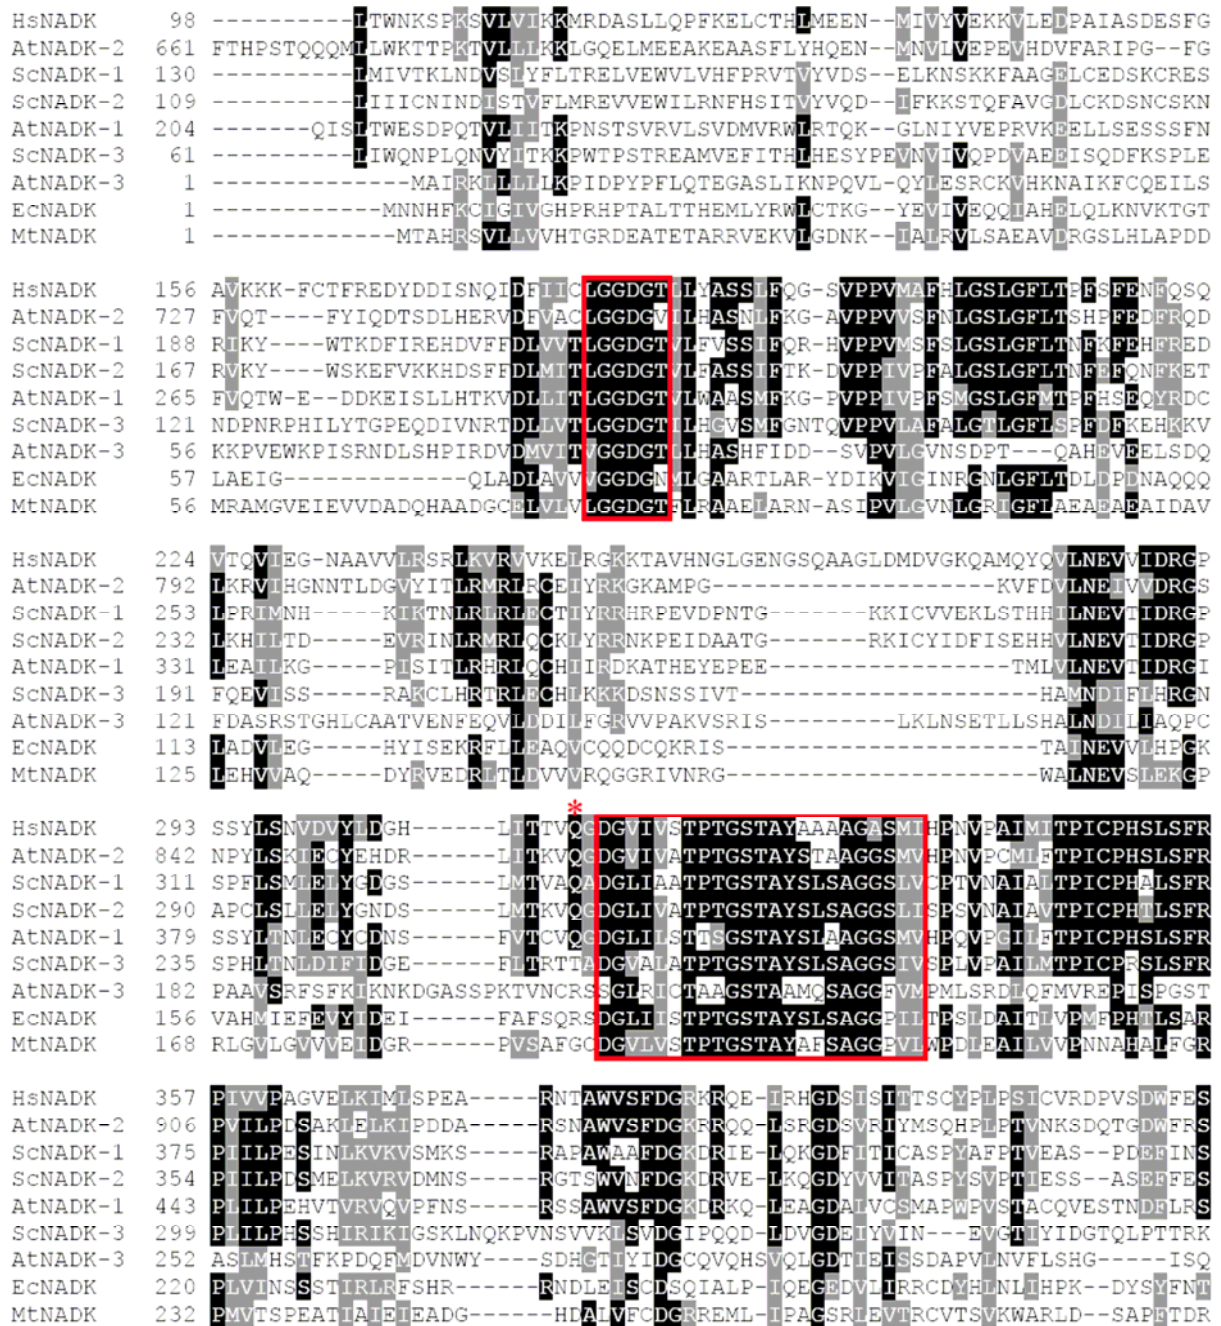 HsNADK 98 ----------LTWNKSPKSVLVIKKMRDASLLQPFKELCTHLMEEN--MIVYVEKKVLEDPAIASDESFG
AtNADK-2 661 FTHPSTQQQMLLWKTTPKTVLLLKKLGQELMEEAKEAASFLYHQEN--MNVLVEPEVHDVFARIPG--FG
ScNADK-1 130 ----------LMIVTKLNDVSLYFLTRELVEWVLVHFPRVTVYVDS--ELKNSKKFAAGELCEDSKCRES
ScNADK-2 109 ----------LIIICNINDISTVFLMREVVEWILRNFHSITVYVQD--IFKKSTQFAVGDLCKDSNCSKN
AtNADK-1 204 -------QISLTWESDPQTVLIITKPNSTSVRVLSVDMVRWLRTQK--GLNIYVEPRVKEELLSESSSFN
ScNADK-3 61 ----------LIWQNPLQNVYITKKPWTPSTREAMVEFITHLHESYPEVNVIVQPDVAEEISQDFKSPLE
AtNADK-3 1 --------------MAIRKLLLLLKPIDPYPFLQTEGASLIKNPQVL-QYLESRCKVHKNAIKFCQEILS
EcNADK 1 ------------MNNHFKCIGIVGHPRHPTALTTHEMLYRWLCTKG--YEVIVEQQIAHELQLKNVKTGT
MtNADK 1 -------------MTAHRSVLLVVHTGRDEATETARRVEKVLGDNK--IALRVLSAEAVDRGSLHLAPDD
HsNADK 156 AVKKK-FCTFREDYDDISNQIDFIICLGGDGTLLYASSLFQG-SVPPVMAFHLGSLGFLTPFSFENFQSQ
AtNADK-2 727 FVQT----FYIQDTSDLHERVDFVACLGGDGVILHASNLFKG-AVPPVVSFNLGSLGFLTSHPFEDFRQD
ScNADK-1 188 RIKY----WTKDFIREHDVFFDLVVTLGGDGTVLFVSSIFQR-HVPPVMSFSLGSLGFLTNFKFEHFRED
ScNADK-2 167 RVKY----WSKEFVKKHDSFFDLMITLGGDGTVLFASSIFTK-DVPPIVPFALGSLGFLTNFEFQNFKET
AtNADK-1 265 FVQTW-E--DDKEISLLHTKVDLLITLGGDGTVLWAASMFKG-PVPPIVPFSMGSLGFMTPFHSEQYRDC
ScNADK-3 121 NDPNRPHILYTGPEQDIVNRTDLLVTLGGDGTILHGVSMFGNTQVPPVLAFALGTLGFLSPFDFKEHKKV
AtNADK-3 56 KKPVEWKPISRNDLSHPIRDVDMVITVGGDGTLLHASHFIDD--SVPVLGVNSDPT---QAHEVEELSDQ
EcNADK 57 LAEIG-------------QLADLAVVVGGDGNMLGAARTLAR-YDIKVIGINRGNLGFLTDLDPDNAQQQ
MtNADK 56 MRAMGVEIEVVDADQHAADGCELVLVLGGDGTFLRAAELARN-ASIPVLGVNLGRIGFLAEAEAEAIDAV
HsNADK 224 VTQVIEG-NAAVVLRSRLKVRVVKELRGKKTAVHNGLGENGSQAAGLDMDVGKQAMQYQVLNEVVIDRGP
AtNADK-2 792 LKRVIHGNNTLDGVYITLRMRLRCEIYRKGKAMPG--------------------KVFDVLNEIVVDRGS
ScNADK-1 253 LPRIMNH-----KIKTNLRLRLECTIYRRHRPEVDPNTG-------KKICVVEKLSTHHILNEVTIDRGP
ScNADK-2 232 LKHILTD-----EVRINLRMRLQCKLYRRNKPEIDAATG-------RKICYIDFISEHHVLNEVTIDRGP
AtNADK-1 331 LEAILKG-----PISITLRHRLQCHIIRDKATHEYEPEE-----------------TMLVLNEVTIDRGI
ScNADK-3 191 FQEVISS-----RAKCLHRTRLECHLKKKDSNSSIVT---------------------HAMNDIFLHRGN
AtNADK-3 121 FDASRSTGHLCAATVENFEQVLDDILFGRVVPAKVSRIS---------LKLNSETLLSHALNDILIAQPC
EcNADK 113 LADVLEG-----HYISEKRFLLEAQVCQQDCQKRIS----------------------TAINEVVLHPGK
MtNADK 125 LEHVVAQ-----DYRVEDRLTLDVVVRQGGRIVNRG----------------------WALNEVSLEKGP
*
HsNADK 293 SSYLSNVDVYLDGH------LITTVQGDGVIVSTPTGSTAYAAAAGASMIHPNVPAIMITPICPHSLSFR
AtNADK-2 842 NPYLSKIECYEHDR------LITKVQGDGVIVATPTGSTAYSTAAGGSMVHPNVPCMLFTPICPHSLSFR
ScNADK-1 311 SPFLSMLELYGDGS------LMTVAQADGLIAATPTGSTAYSLSAGGSLVCPTVNAIALTPICPHALSFR
ScNADK-2 290 APCLSLLELYGNDS------LMTKVQGDGLIVATPTGSTAYSLSAGGSLISPSVNAIAVTPICPHTLSFR
AtNADK-1 379 SSYLTNLECYCDNS------FVTCVQGDGLILSTTSGSTAYSLAAGGSMVHPQVPGILFTPICPHSLSFR
ScNADK-3 235 SPHLTNLDIFIDGE------FLTRTTADGVALATPTGSTAYSLSAGGSIVSPLVPAILMTPICPRSLSFR
AtNADK-3 182 PAAVSRFSFKIKNKDGASSPKTVNCRSSGLRICTAAGSTAAMQSAGGFVMPMLSRDLQFMVREPISPGST
EcNADK 156 VAHMIEFEVYIDEI------FAFSQRSDGLIISTPTGSTAYSLSAGGPILTPSLDAITLVPMFPHTLSAR
MtNADK 168 RLGVLGVVVEIDGR------PVSAFGCDGVLVSTPTGSTAYAFSAGGPVLWPDLEAILVVPNNAHALFGR
HsNADK 357 PIVVPAGVELKIMLSPEA----RNTAWVSFDGRKRQE-IRHGDSISITTSCYPLPSICVRDPVSDWFES
AtNADK-2 906 PVILPDSAKLELKIPDDA----RSNAWVSFDGKRRQQ-LSRGDSVRIYMSQHPLPTVNKSDQTGDWFRS
ScNADK-1 375 PIILPESINLKVKVSMKS----RAPAWAAFDGKDRIE-LQKGDFITICASPYAFPTVEAS--PDEFINS
ScNADK-2 354 PIILPDSMELKVRVDMNS----RGTSWVNFDGKDRVE-LKQGDYVVITASPYSVPTIESS--ASEFFES
AtNADK-1 443 PLILPEHVTVRVQVPFNS----RSSAWVSFDGKDRKQ-LEAGDALVCSMAPWPVSTACQVESTNDFLRS
ScNADK-3 299 PLILPHSSHIRIKIGSKLNQKPVNSVVKLSVDGIPQQD-LDVGDEIYVIN---EVGTIYIDGTQLPTTRK
AtNADK-3 252 ASLMHSTFKPDQFMDVNWY----SDHGTIYIDGCQVQHSVQLGDTIEISSDAPVLNVFLSHG---ISQ
EcNADK 220 PLVINSSSTIRLRFSHR-----RNDLEISCDSQIALP-IQEGEDVLIRRCDYHLNLIHPK--DYSYFNT
MtNADK 232 PMVTSPEATIAIEIEADG-----HDALVFCDGRREML-IPAGSRLEVTRCVTSVKWARLD--SAPFTDR